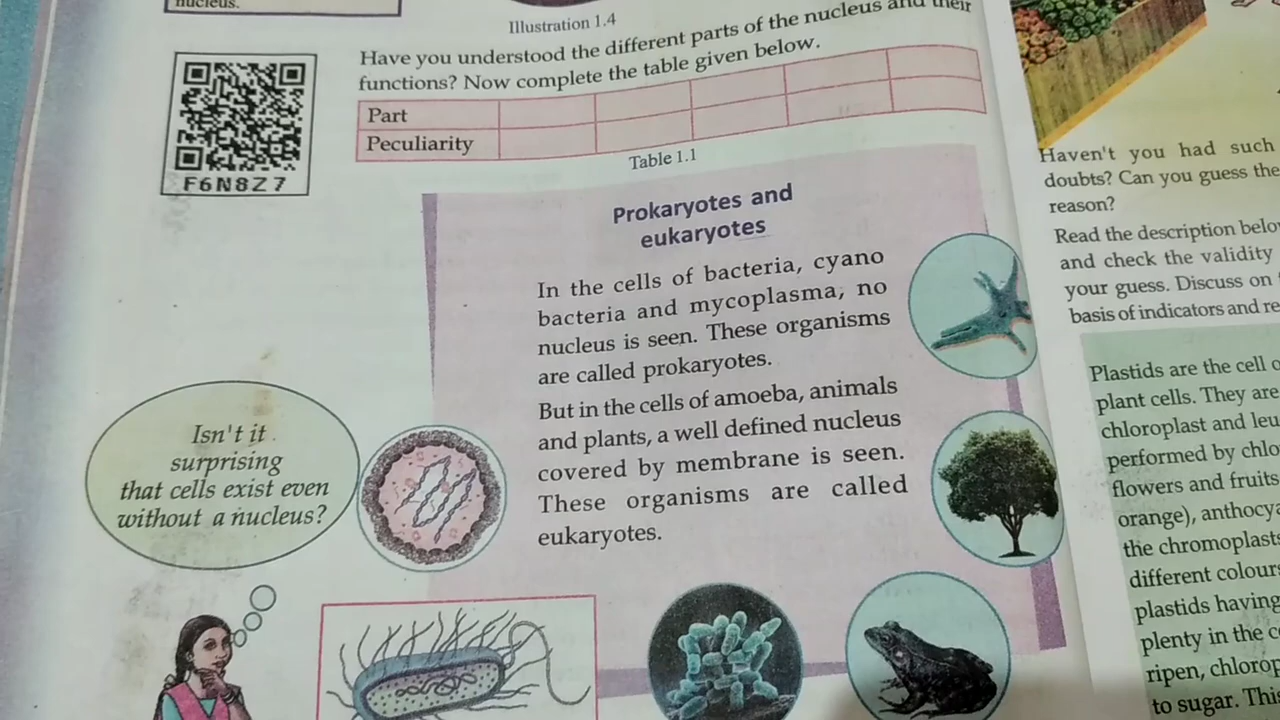 nucleus.
Illustration 1.4
Have you understood the different parts of the nucleus and their
functions? Now complete the table given below.
Part
Peculiarity
Table 1.1
F6N8Z7
Prokaryotes and
eukaryotes
In the cells of bacteria, cyano
bacteria and mycoplasma, no
nucleus is seen. These organisms
are called prokaryotes.
But in the cells of amoeba, animals
and plants, a well defined nucleus
covered by membrane is seen.
These organisms are called
eukaryotes.
Isn't it
surprising
that cells exist even
without a nucleus?
Haven't you had such
doubts? Can you guess the
reason?
Read the description belo
and check the validity
your guess. Discuss on
basis of indicators and re
Plastids are the cell o
plant cells. They are
chloroplast and leu
performed by chlo
flowers and fruits
orange), anthocya
the chromoplasts
different colours
plastids having
plenty in the c
ripen, chlorop
to sugar. This